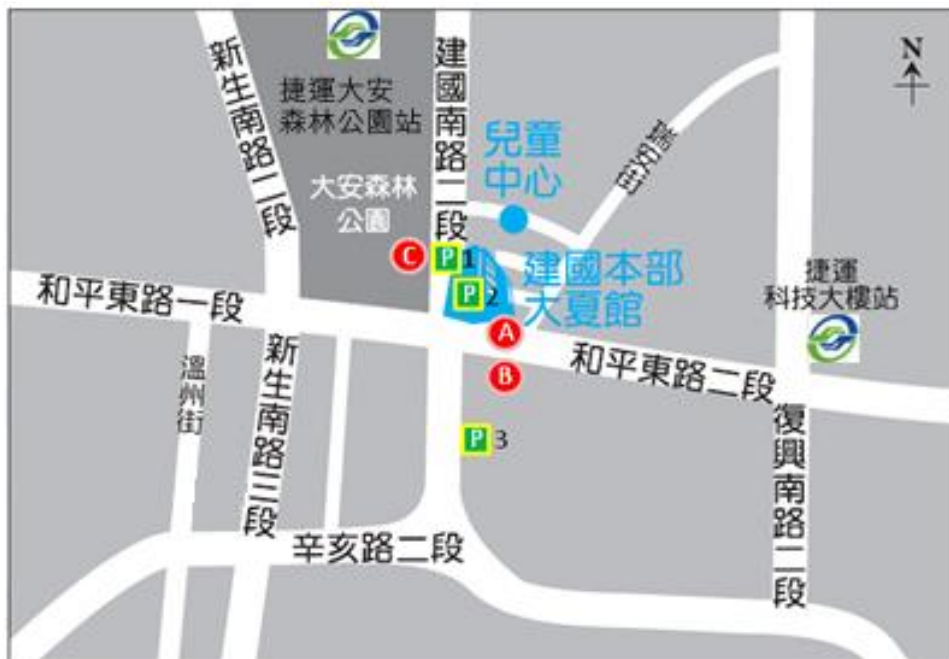 新生南路二段
捷運大安
森林公園站
建國南路二段
N
兒童
中心
瑞安街
大安森林
公園
C
P 1
P 2
建國本部
大夏館
捷運
科技大樓站
和平東路一段
A
和平東路二段
B
溫州街
新生南路三段
P 3
復興南路二段
辛亥路二段